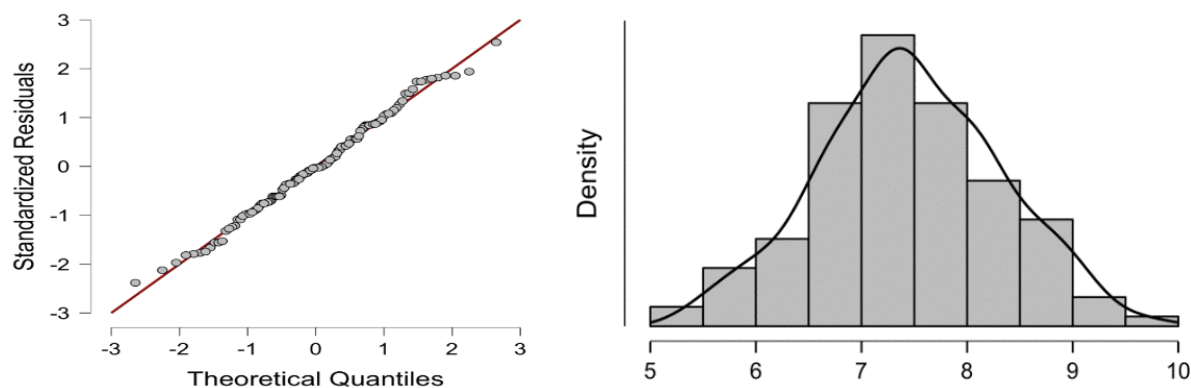 Standardized Residuals
3
2
1
0
-1
-2
-3
-3 -2 -1 0 1 2 3
Theoretical Quantiles
Density
5 6 7 8 9 10